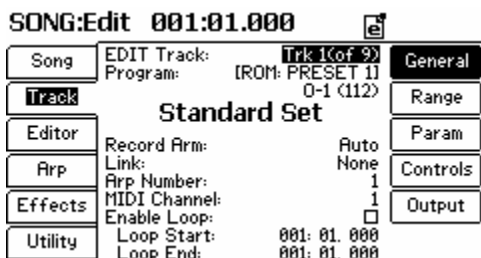 SONG:Edit 001:01.000 e
Song
Track
Editor
Arp
Effects
Utility
EDIT Track: Trk 1(of 9)
Program: [ROM: PRESET 1]
0-1 (112)
Standard Set
Record Arm: Auto
Link: None
Arp Number: 1
MIDI Channel: 1
Enable Loop:
Loop Start: 001: 01. 000
Loop End: 001: 01. 000
General
Range
Param
Controls
Output